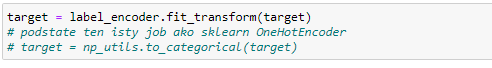 target = label_encoder.fit_transform(target)
# podstate ten isty job ako sklearn OneHotEncoder
# target = np_utils.to_categorical(target)